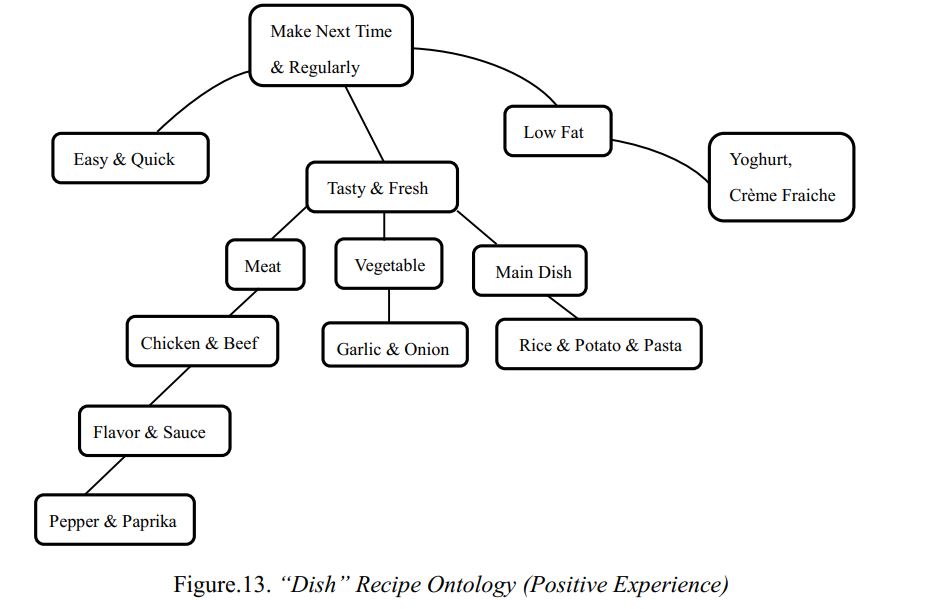 Make Next Time
& Regularly
Easy & Quick
Low Fat
Yoghurt,
Crème Fraiche
Tasty & Fresh
Meat
Vegetable
Main Dish
Chicken & Beef
Garlic & Onion
Rice & Potato & Pasta
Flavor & Sauce
Pepper & Paprika
Figure.13. “Dish” Recipe Ontology (Positive Experience)